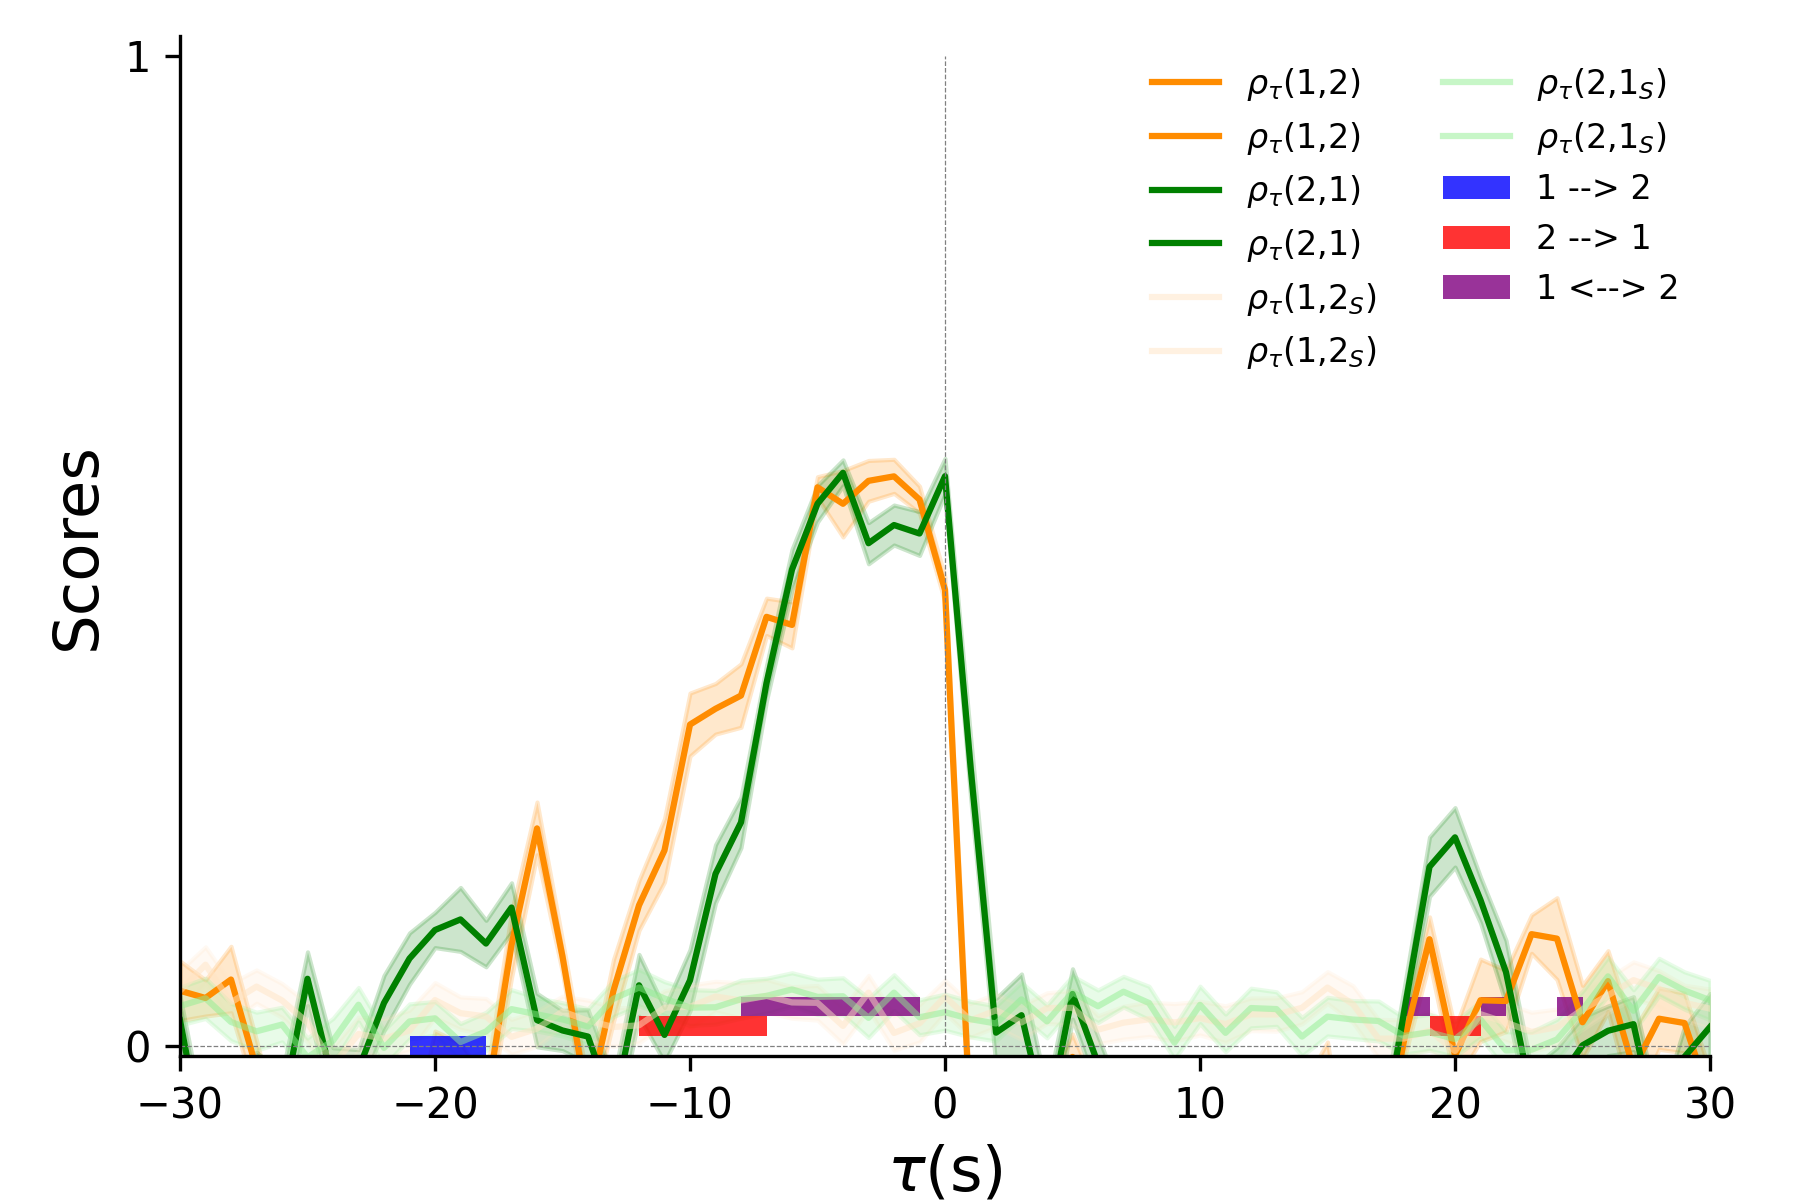 1
0
Scores
−30 −20 −10 0 10 20 30
τ(s)
ρτ(1,2)
ρτ(1,2)
ρτ(2,1)
ρτ(2,1)
ρτ(1,2S)
ρτ(1,2S)
ρτ(2,1S)
ρτ(2,1S)
1 --> 2
2 --> 1
1 <--> 2